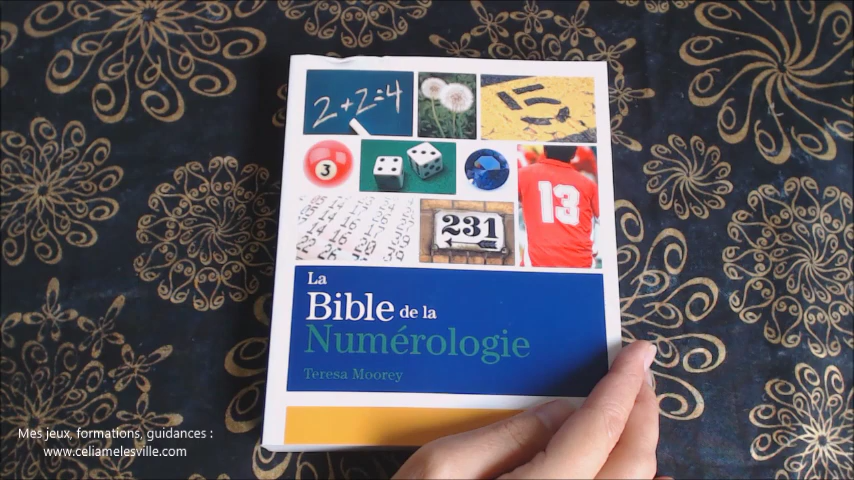 2+2=4
5
3
13
231
La
Bible de la
Numérologie
Teresa Moorey
Mes jeux, formations, guidances :
www.celiamelesville.com